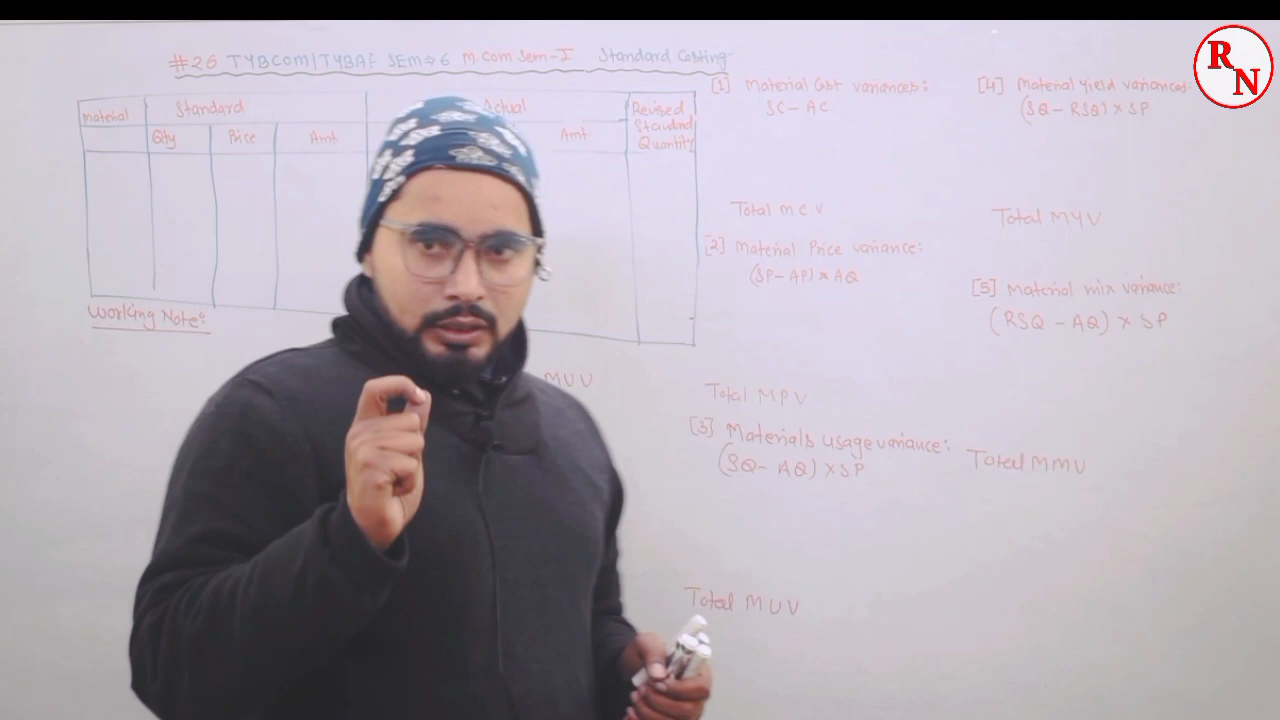 #26 TYBCOM/TYBAF SEM-6 M.Com Sem-I Standard Costing
RN
material Standard Actual Revised Standard Quantity
Qty Price Amt Amt
Working Note:
MUV
[1] Material Cost variances:
SC - AC
Total MCV
[2] Material Price variance:
(SP - AP) × AQ
Total MPV
[3] Materials usage variance:
(SQ - AQ) × SP
Total MUV
[4] Material yield variances:
(SQ - RSQ) × SP
Total MYV
[5] Material mix variance:
(RSQ - AQ) × SP
Total MMV